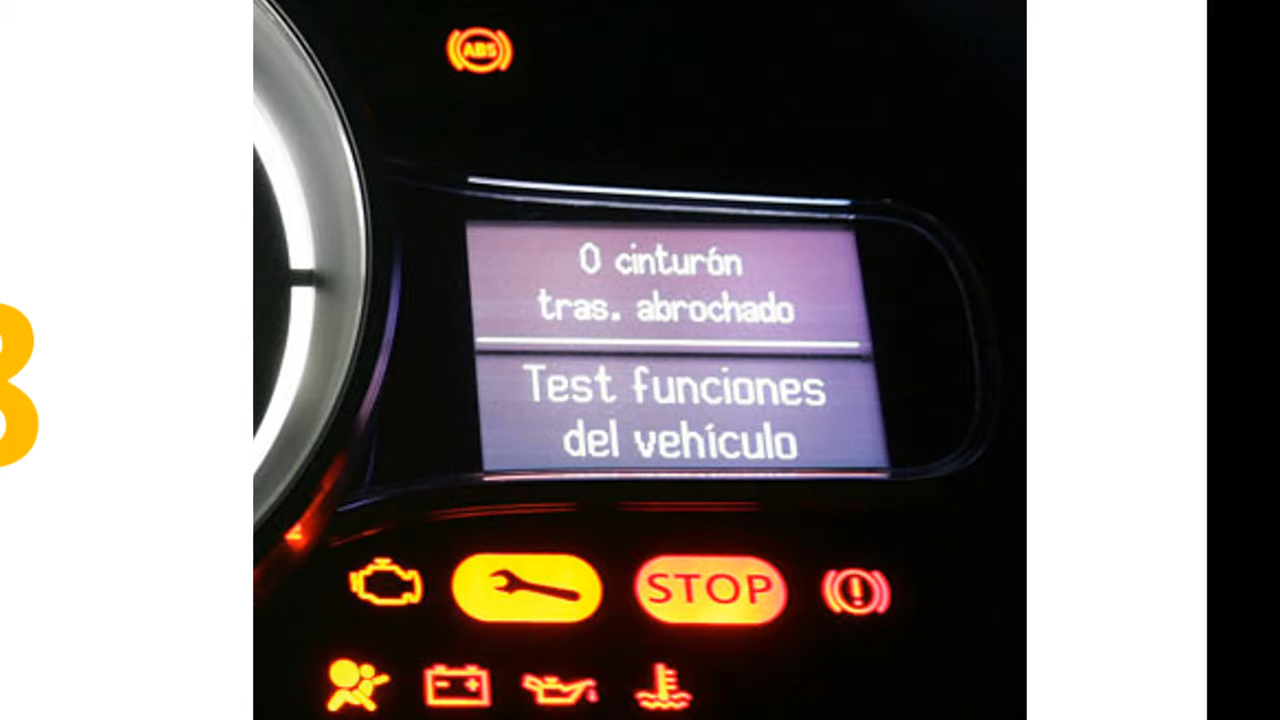 ABS
0 cinturón
tras. abrochado
Test funciones
del vehículo
STOP